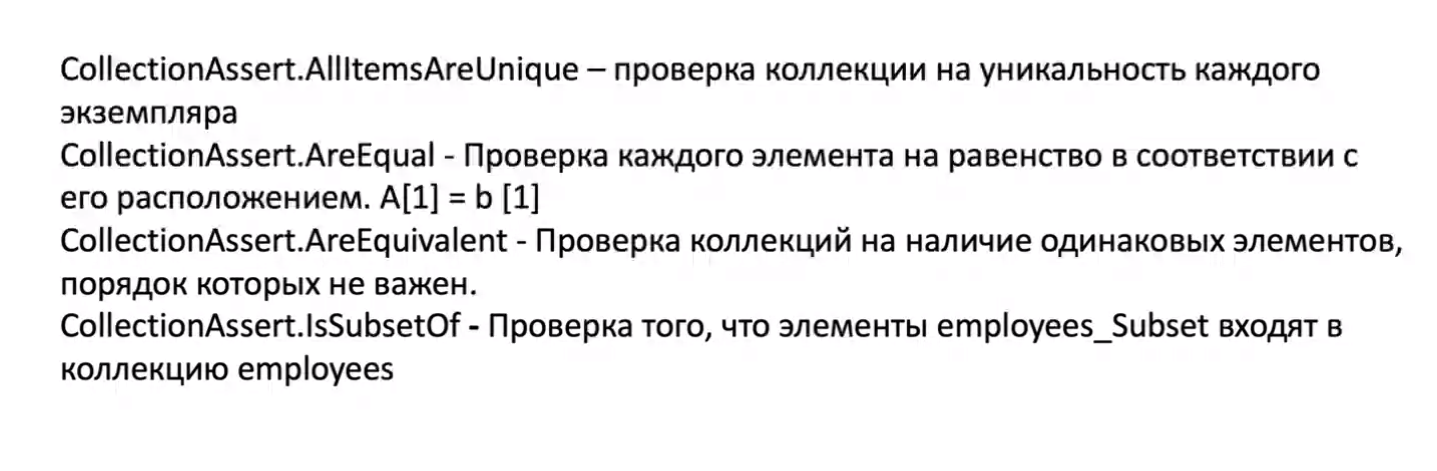 CollectionAssert.AllItemsAreUnique – проверка коллекции на уникальность каждого
экземпляра
CollectionAssert.AreEqual - Проверка каждого элемента на равенство в соответствии с
его расположением. A[1] = b [1]
CollectionAssert.AreEquivalent - Проверка коллекций на наличие одинаковых элементов,
порядок которых не важен.
CollectionAssert.IsSubsetOf - Проверка того, что элементы employees_Subset входят в
коллекцию employees